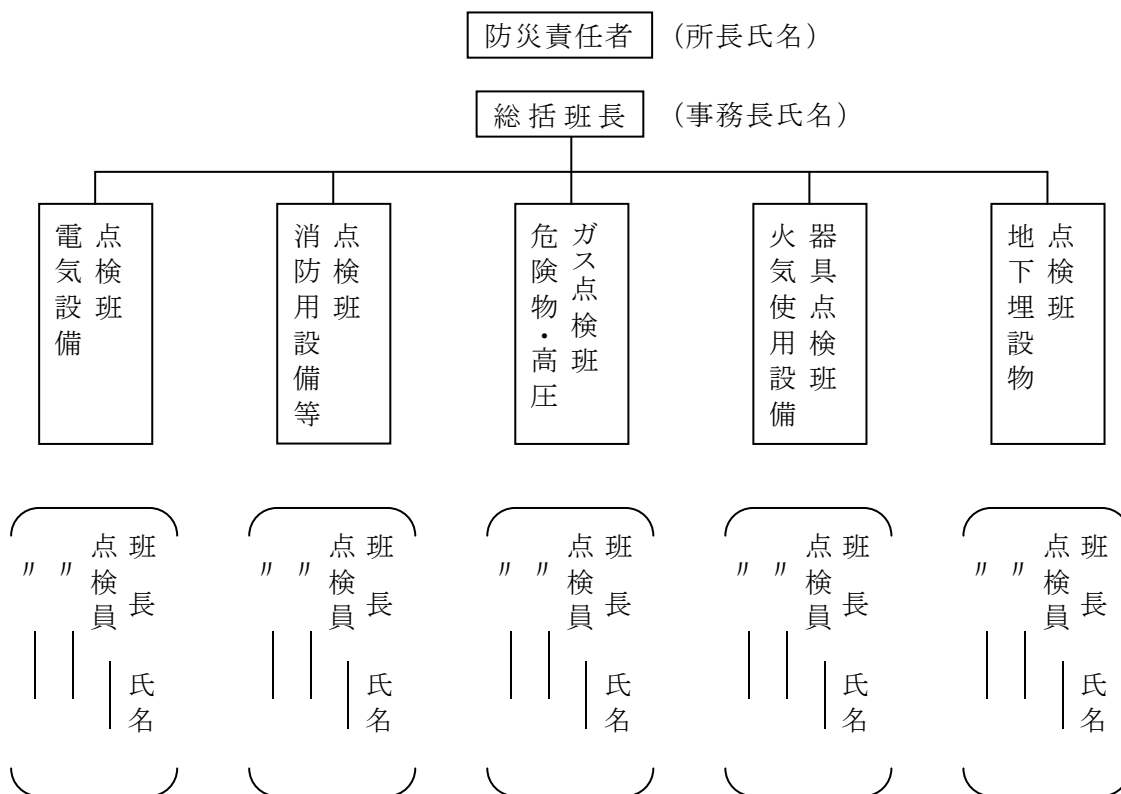 防災責任者 (所長氏名)
総括班長 (事務長氏名)
電気設備
点検班
消防用設備等
点検班
危険物・高圧
ガス点検班
火気使用設備
器具点検班
地下埋設物
点検班
班長 氏名
点検員
〃
〃
班長 氏名
点検員
〃
〃
班長 氏名
点検員
〃
〃
班長 氏名
点検員
〃
〃
班長 氏名
点検員
〃
〃